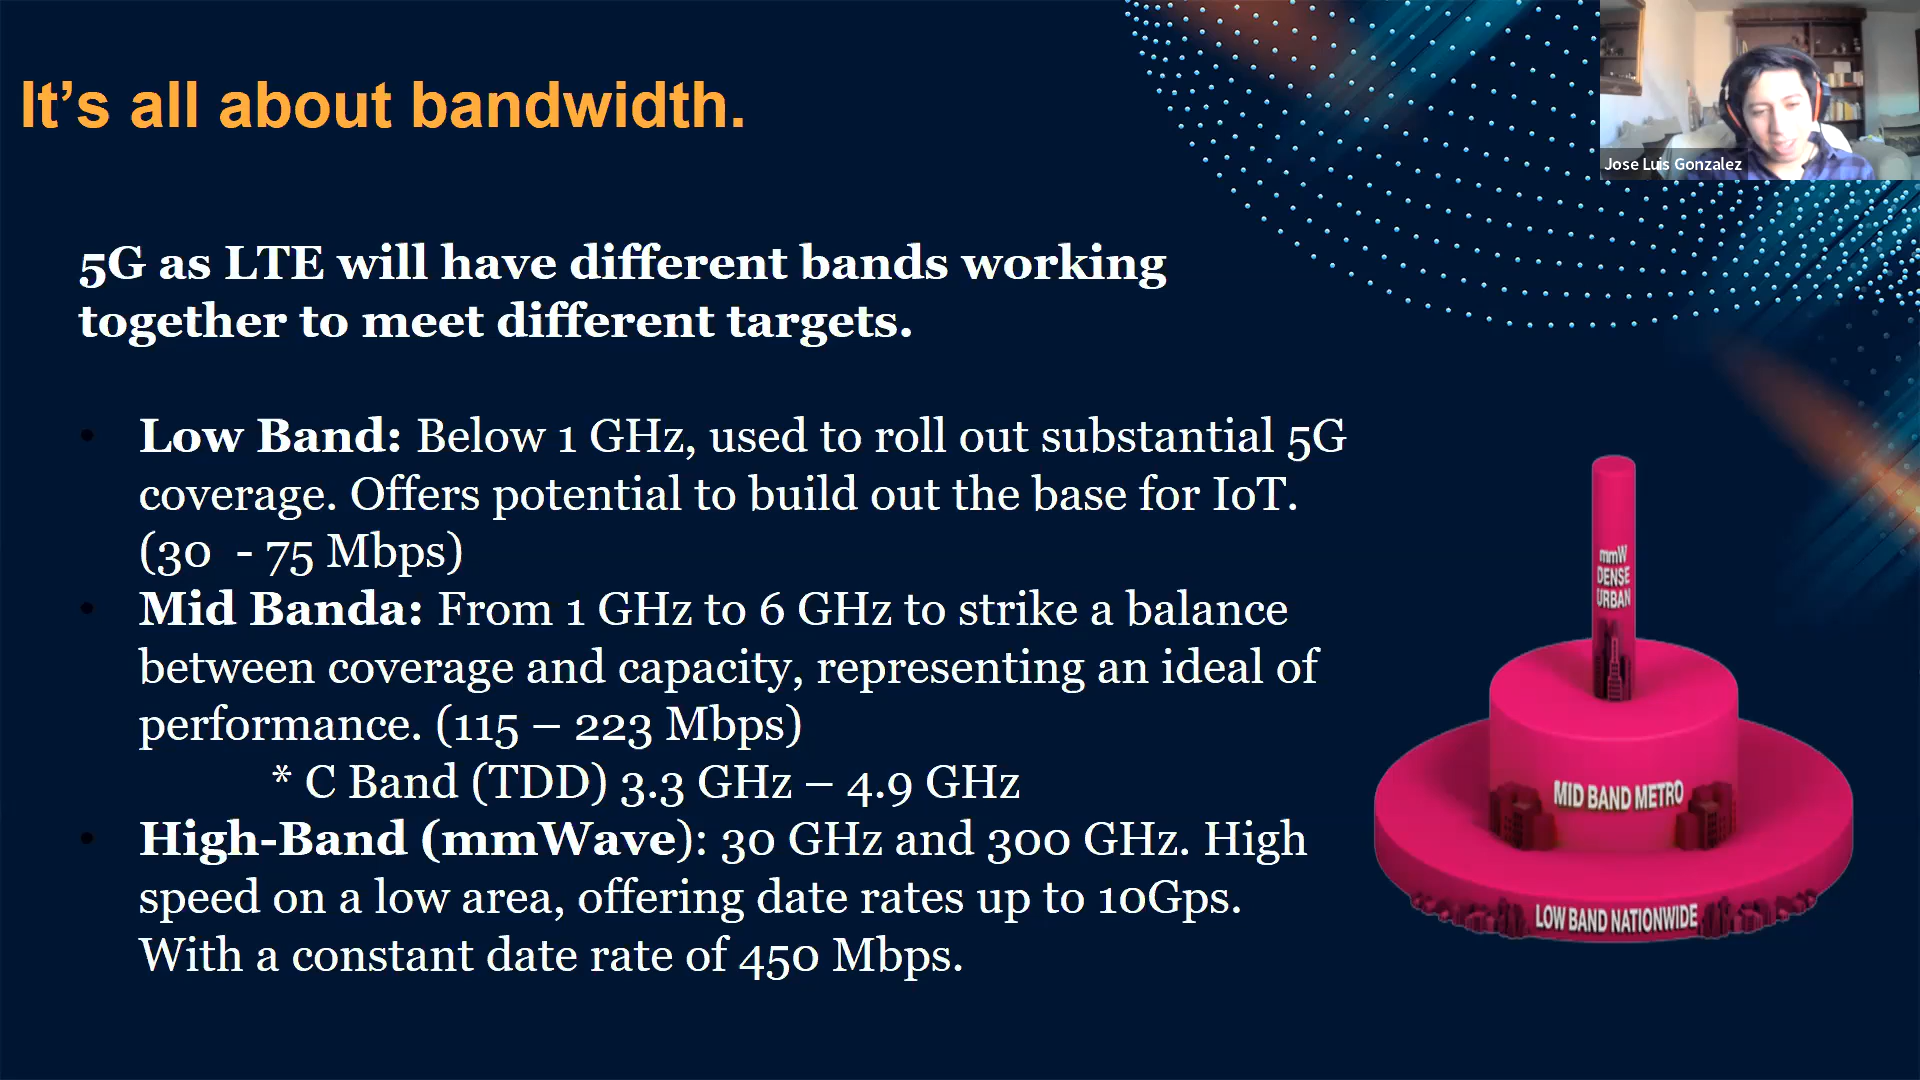 It’s all about bandwidth.
Jose Luis Gonzalez
5G as LTE will have different bands working
together to meet different targets.
• Low Band: Below 1 GHz, used to roll out substantial 5G
coverage. Offers potential to build out the base for IoT.
(30  - 75 Mbps)
• Mid Banda: From 1 GHz to 6 GHz to strike a balance
between coverage and capacity, representing an ideal of
performance. (115 – 223 Mbps)
* C Band (TDD) 3.3 GHz – 4.9 GHz
• High-Band (mmWave): 30 GHz and 300 GHz. High
speed on a low area, offering date rates up to 10Gps.
With a constant date rate of 450 Mbps.
mmW
DENSE
URBAN
MID BAND METRO
LOW BAND NATIONWIDE